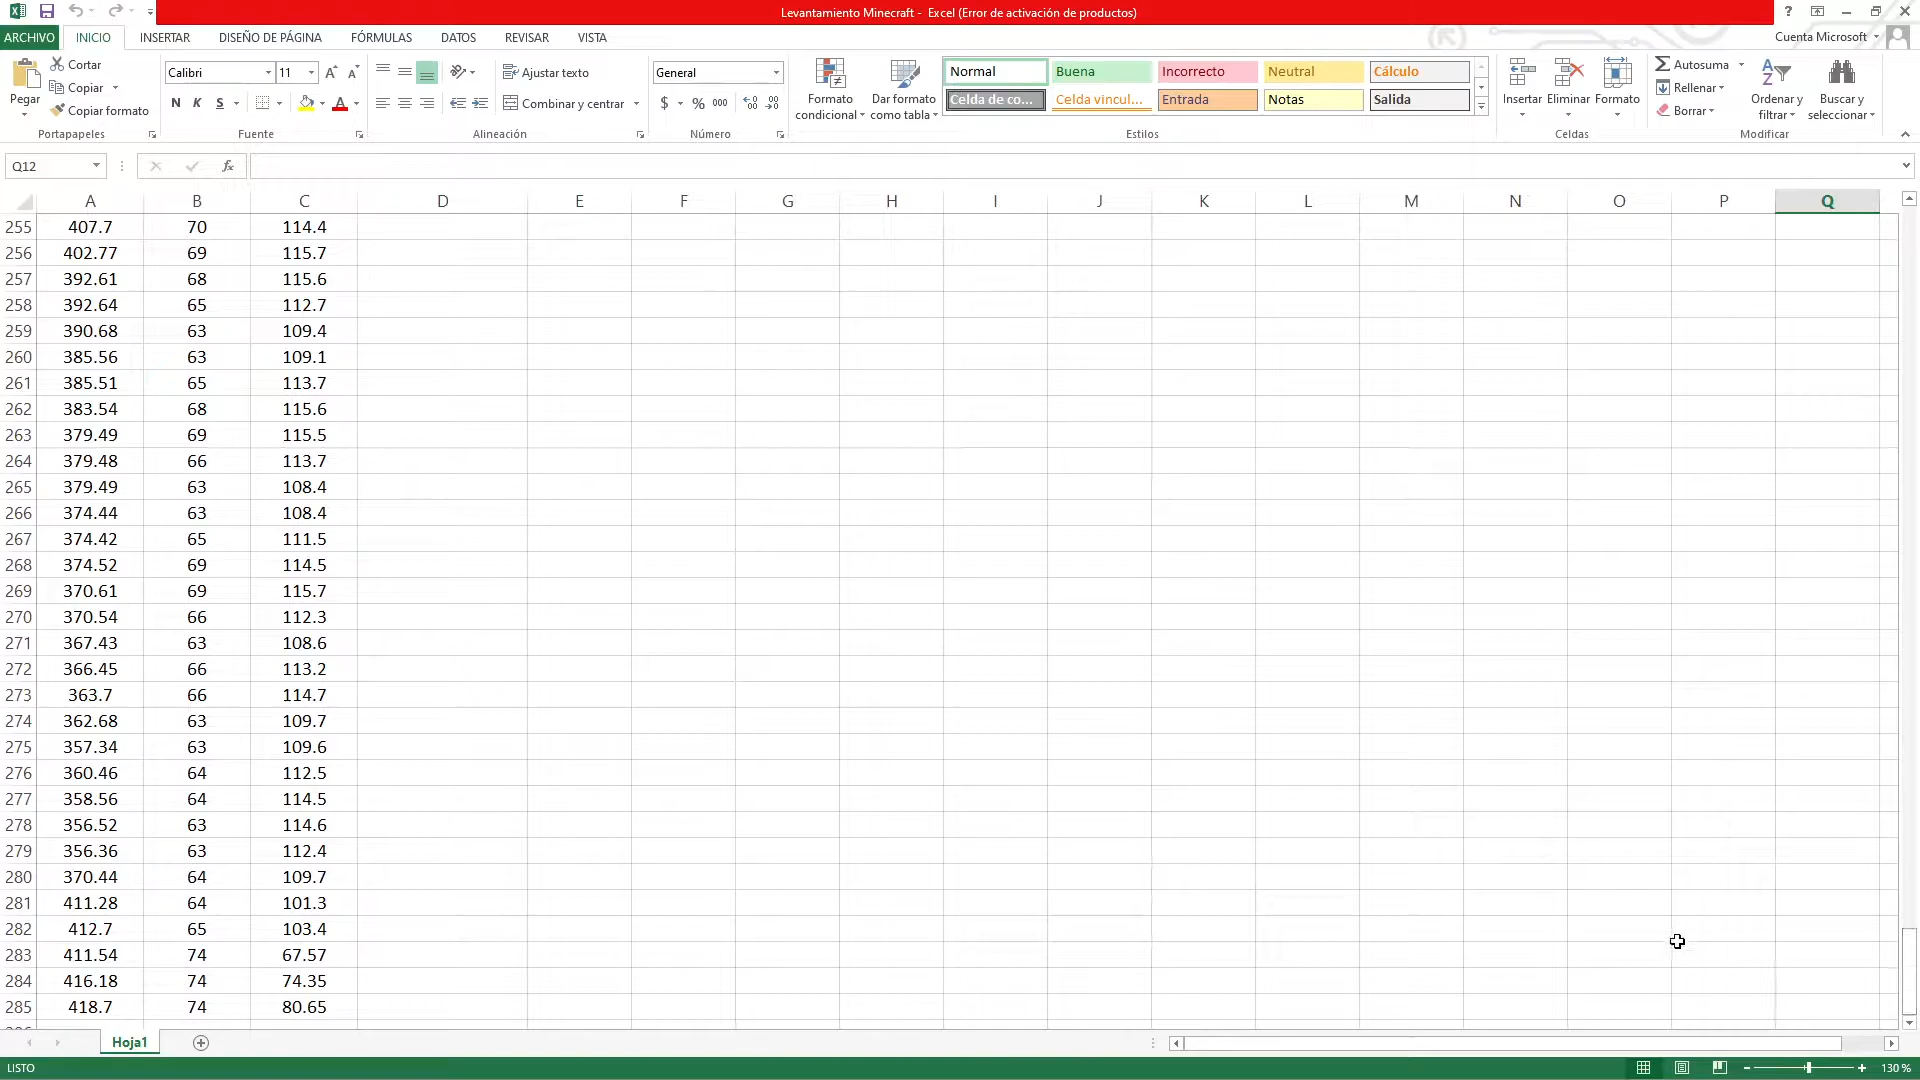 Levantamiento Minecraft - Excel (Error de activación de productos)
ARCHIVO INICIO INSERTAR DISEÑO DE PÁGINA FÓRMULAS DATOS REVISAR VISTA Cuenta Microsoft
Pegar Cortar
Copiar
Copiar formato
Portapapeles
Calibri 11
N K S A
Fuente
Ajustar texto
Combinar y centrar
Alineación
General
$ % 000
Número
Formato condicional
Dar formato como tabla
Normal Buena Incorrecto Neutral Cálculo
Celda de co... Celda vincul... Entrada Notas Salida
Estilos
Insertar Eliminar Formato
Celdas
Autosuma
Rellenar
Borrar
Ordenar y filtrar
Buscar y seleccionar
Modificar
Q12 fx
A B C D E F G H I J K L M N O P Q
255 407.7 70 114.4
256 402.77 69 115.7
257 392.61 68 115.6
258 392.64 65 112.7
259 390.68 63 109.4
260 385.56 63 109.1
261 385.51 65 113.7
262 383.54 68 115.6
263 379.49 69 115.5
264 379.48 66 113.7
265 379.49 63 108.4
266 374.44 63 108.4
267 374.42 65 111.5
268 374.52 69 114.5
269 370.61 69 115.7
270 370.54 66 112.3
271 367.43 63 108.6
272 366.45 66 113.2
273 363.7 66 114.7
274 362.68 63 109.7
275 357.34 63 109.6
276 360.46 64 112.5
277 358.56 64 114.5
278 356.52 63 114.6
279 356.36 63 112.4
280 370.44 64 109.7
281 411.28 64 101.3
282 412.7 65 103.4
283 411.54 74 67.57
284 416.18 74 74.35
285 418.7 74 80.65
Hoja1
LISTO 130 %